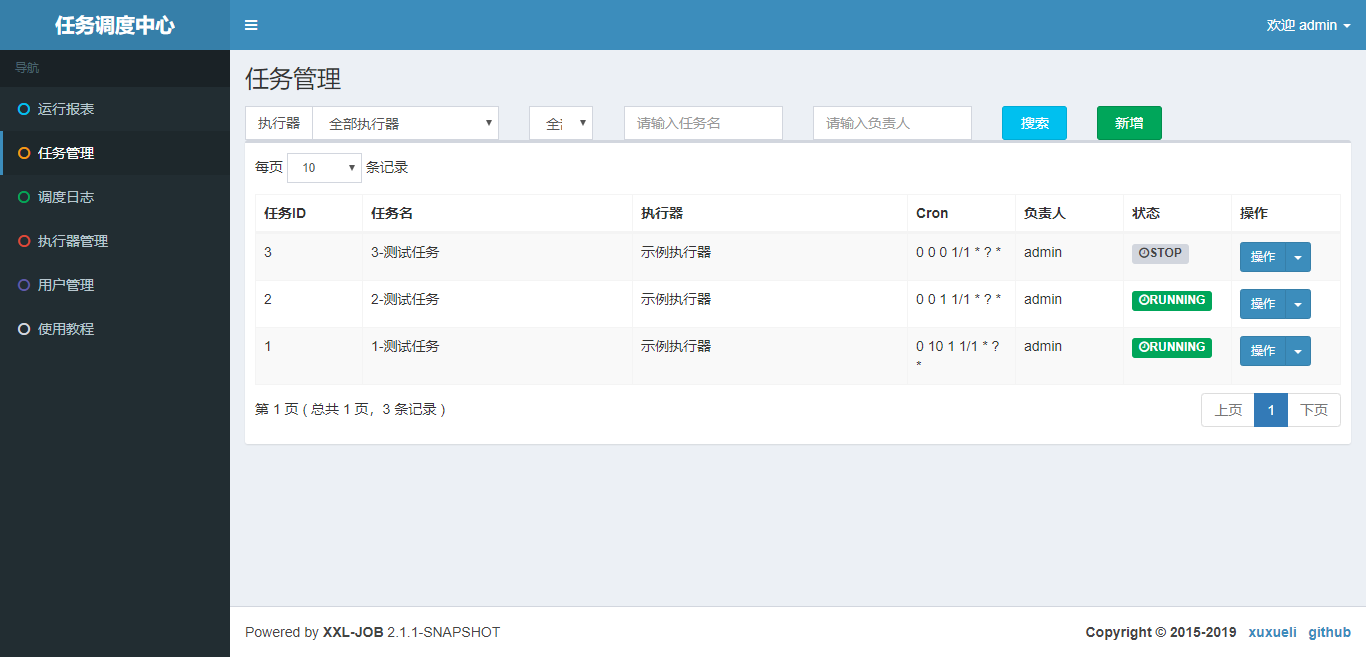 任务调度中心
欢迎 admin
导航
运行报表
任务管理
调度日志
执行器管理
用户管理
使用教程
任务管理
执行器 全部执行器 请输入任务名 请输入负责人 搜索 新增
每页 10 条记录
任务ID 任务名 执行器 Cron 负责人 状态 操作
3 3-测试任务 示例执行器 0 0 0 1/1 * ? * admin STOP 操作
2 2-测试任务 示例执行器 0 0 1 1/1 * ? * admin RUNNING 操作
1 1-测试任务 示例执行器 0 10 1 1/1 * ? admin RUNNING 操作
*
第 1 页 ( 总共 1 页，3 条记录 ) 上页 1 下页
Powered by XXL-JOB 2.1.1-SNAPSHOT Copyright © 2015-2019 xuxueli github